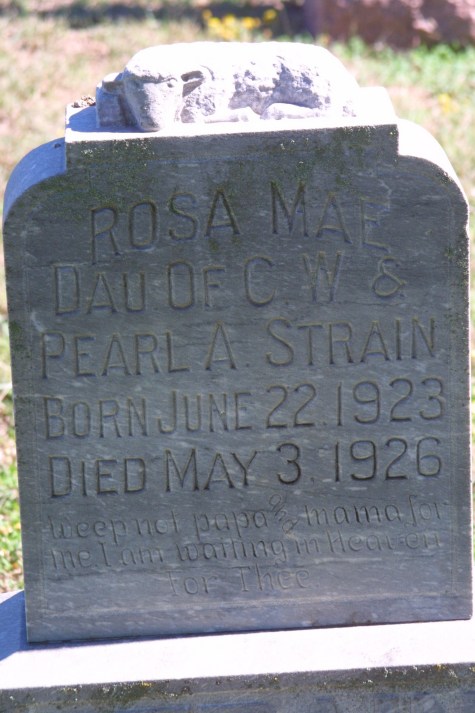 ROSA MAE
DAU OF C. W. &
PEARL A. STRAIN
BORN JUNE 22. 1923
DIED MAY 3. 1926
weep not papa and mama for
me I am waiting in Heaven
for Thee